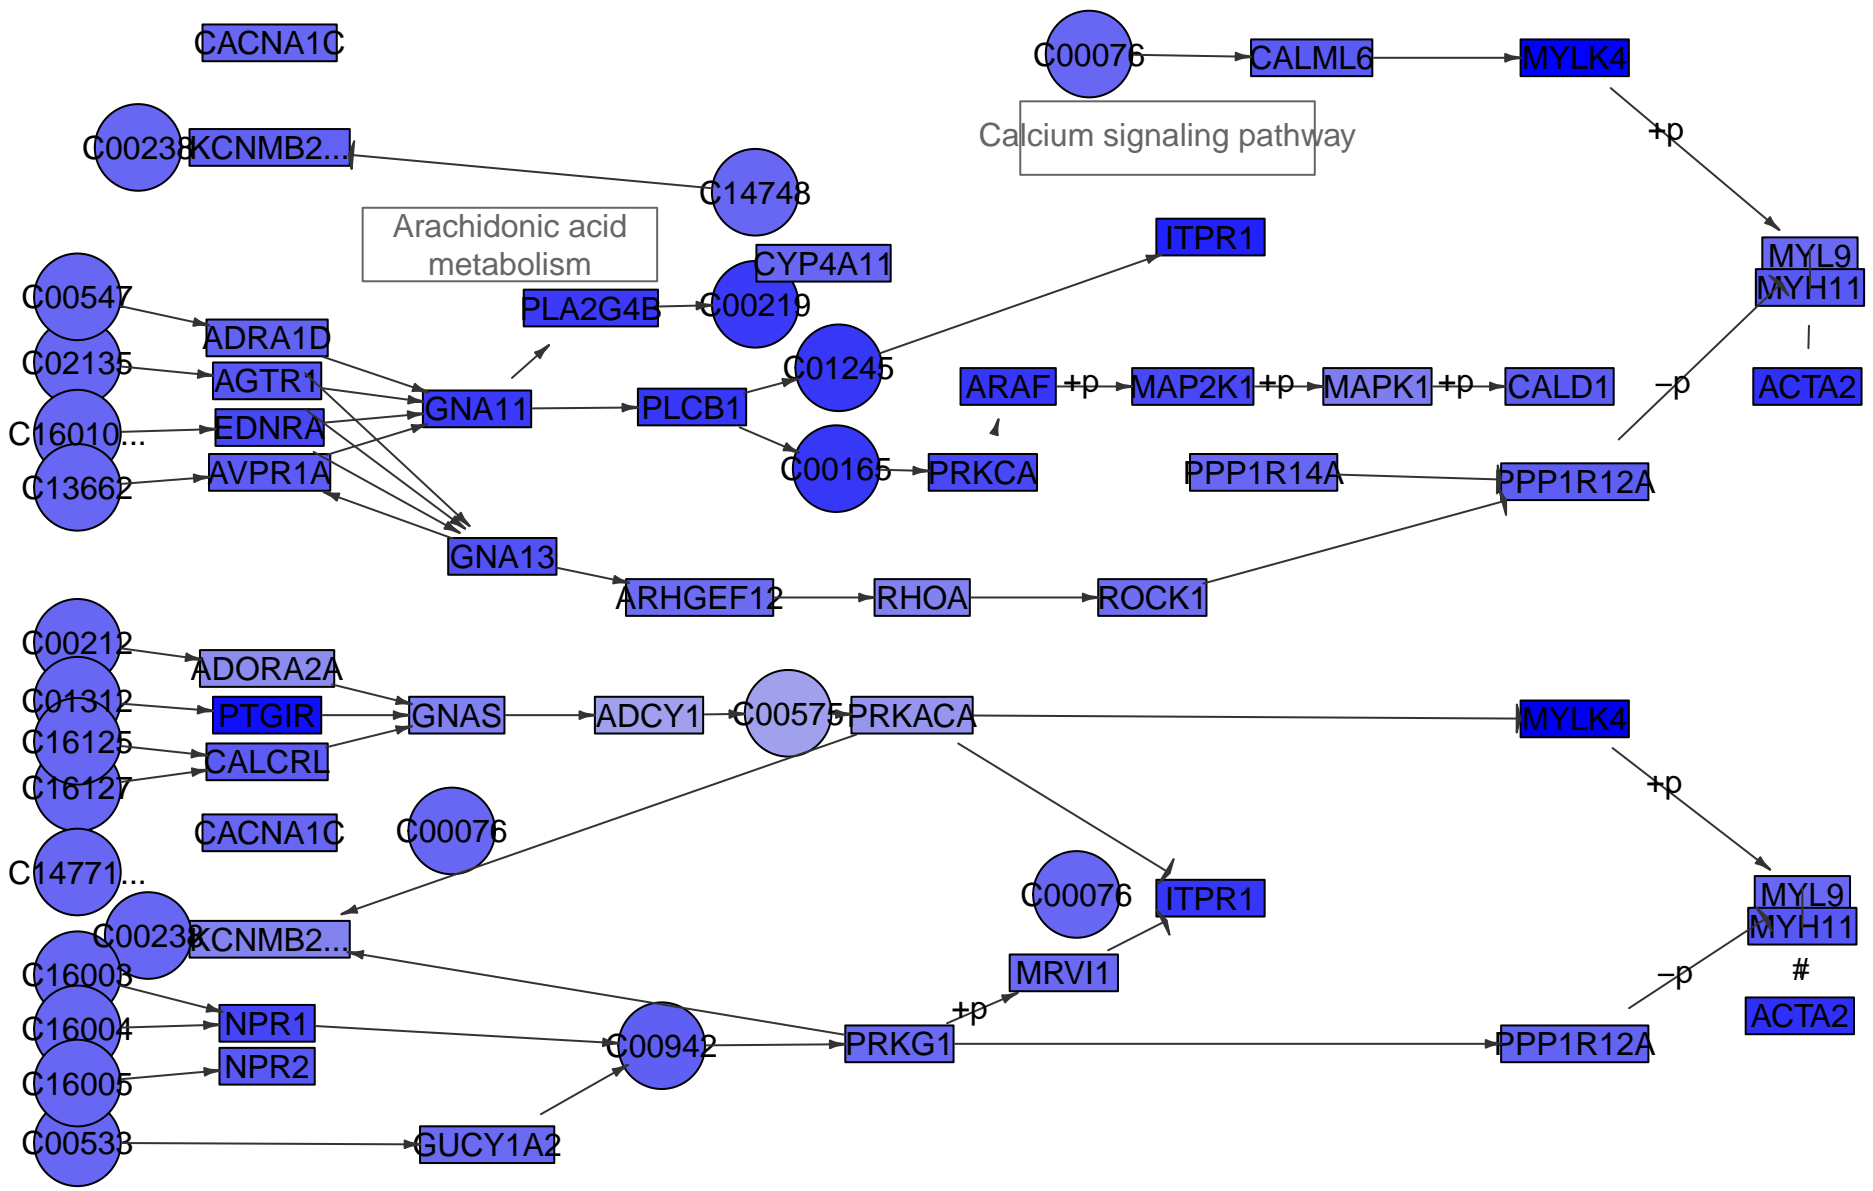 CACNA1C
C00076
CALML6
MYLK4
+p
C00238
KCNMB2...
Calcium signaling pathway
C14748
Arachidonic acid
metabolism
ITPR1
MYL9
MYH11
CYP4A11
C00547
PLA2G4B
C00219
ADRA1D
C02135
AGTR1
C01245
ARAF
+p
MAP2K1
+p
MAPK1
+p
CALD1
–p
ACTA2
GNA11
PLCB1
C16010...
EDNRA
AVPR1A
C13662
C00165
PRKCA
PPP1R14A
PPP1R12A
GNA13
ARHGEF12
RHOA
ROCK1
C00212
ADORA2A
C01312
PTGIR
GNAS
ADCY1
C00575
PRKACA
MYLK4
C16125
CALCRL
C16127
+p
CACNA1C
C00076
C14771...
C00076
ITPR1
MYL9
MYH11
C00238
KCNMB2...
C16003
MRVI1
–p
#
+p
ACTA2
C16004
NPR1
C00942
PRKG1
PPP1R12A
NPR2
C16005
C00533
GUCY1A2